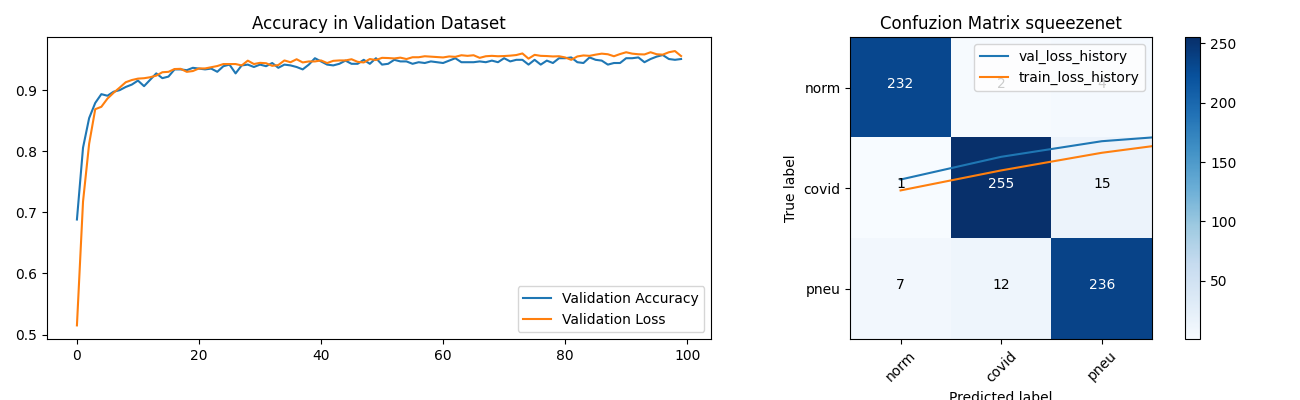 Accuracy in Validation Dataset
0.9
0.8
0.7
0.6
0.5
0
20
40
60
80
100
Validation Accuracy
Validation Loss
Confuzion Matrix squeezenet
val_loss_history
train_loss_history
True label
norm
covid
pneu
232
2
4
1
255
15
7
12
236
norm
covid
pneu
Predicted label
250
200
150
100
50